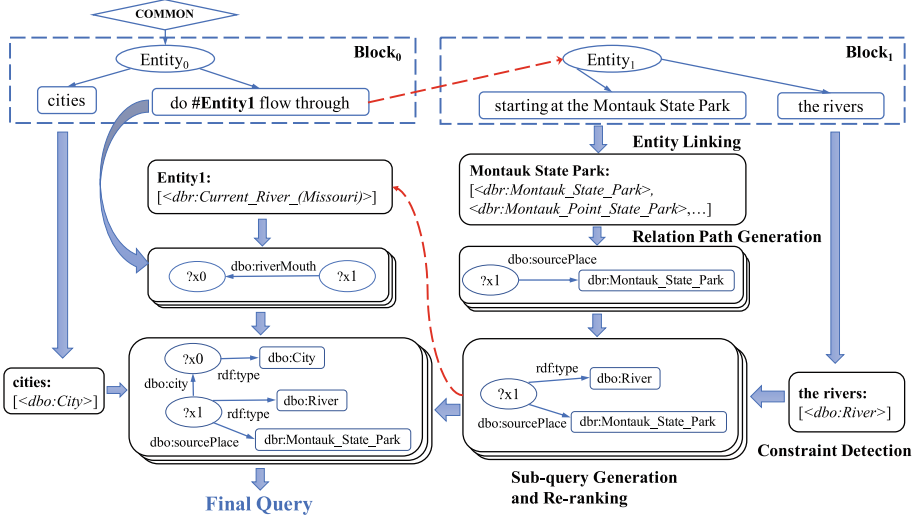 COMMON
Block0
Entity0
cities
do #Entity1 flow through
Block1
Entity1
starting at the Montauk State Park
the rivers
Entity Linking
Entity1:
[<dbr:Current_River_(Missouri)>]
Montauk State Park:
[<dbr:Montauk_State_Park>,
<dbr:Montauk_Point_State_Park>,...]
Relation Path Generation
?x0
dbo:riverMouth
?x1
dbo:sourcePlace
?x1
dbr:Montauk_State_Park
cities:
[<dbo:City>]
?x0
dbo:City
rdf:type
dbo:city
?x1
dbo:River
rdf:type
dbo:sourcePlace
dbr:Montauk_State_Park
rdf:type
dbo:River
?x1
dbo:sourcePlace
dbr:Montauk_State_Park
the rivers:
[<dbo:River>]
Constraint Detection
Sub-query Generation
and Re-ranking
Final Query